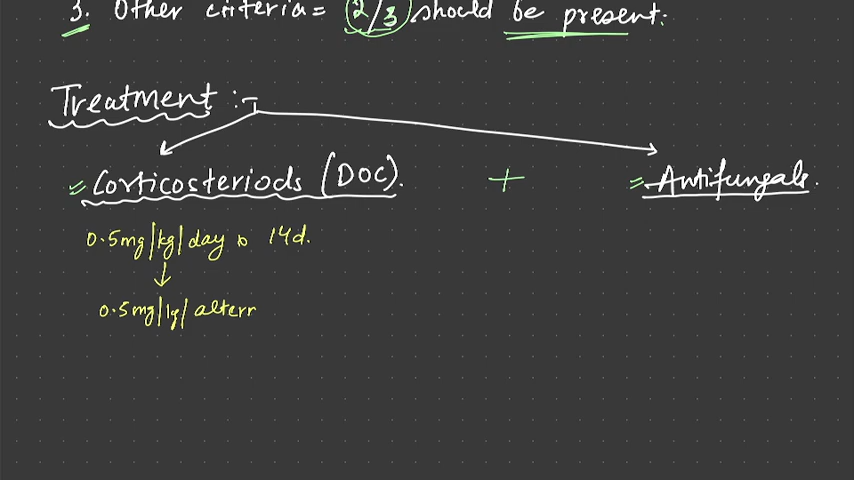 3. Other criteria = 2/3 should be present.
Treatment :-
= Corticosteriods (DOC). + = Antifungals.
0.5mg/kg/day 14d.
0.5mg/kg/ altern